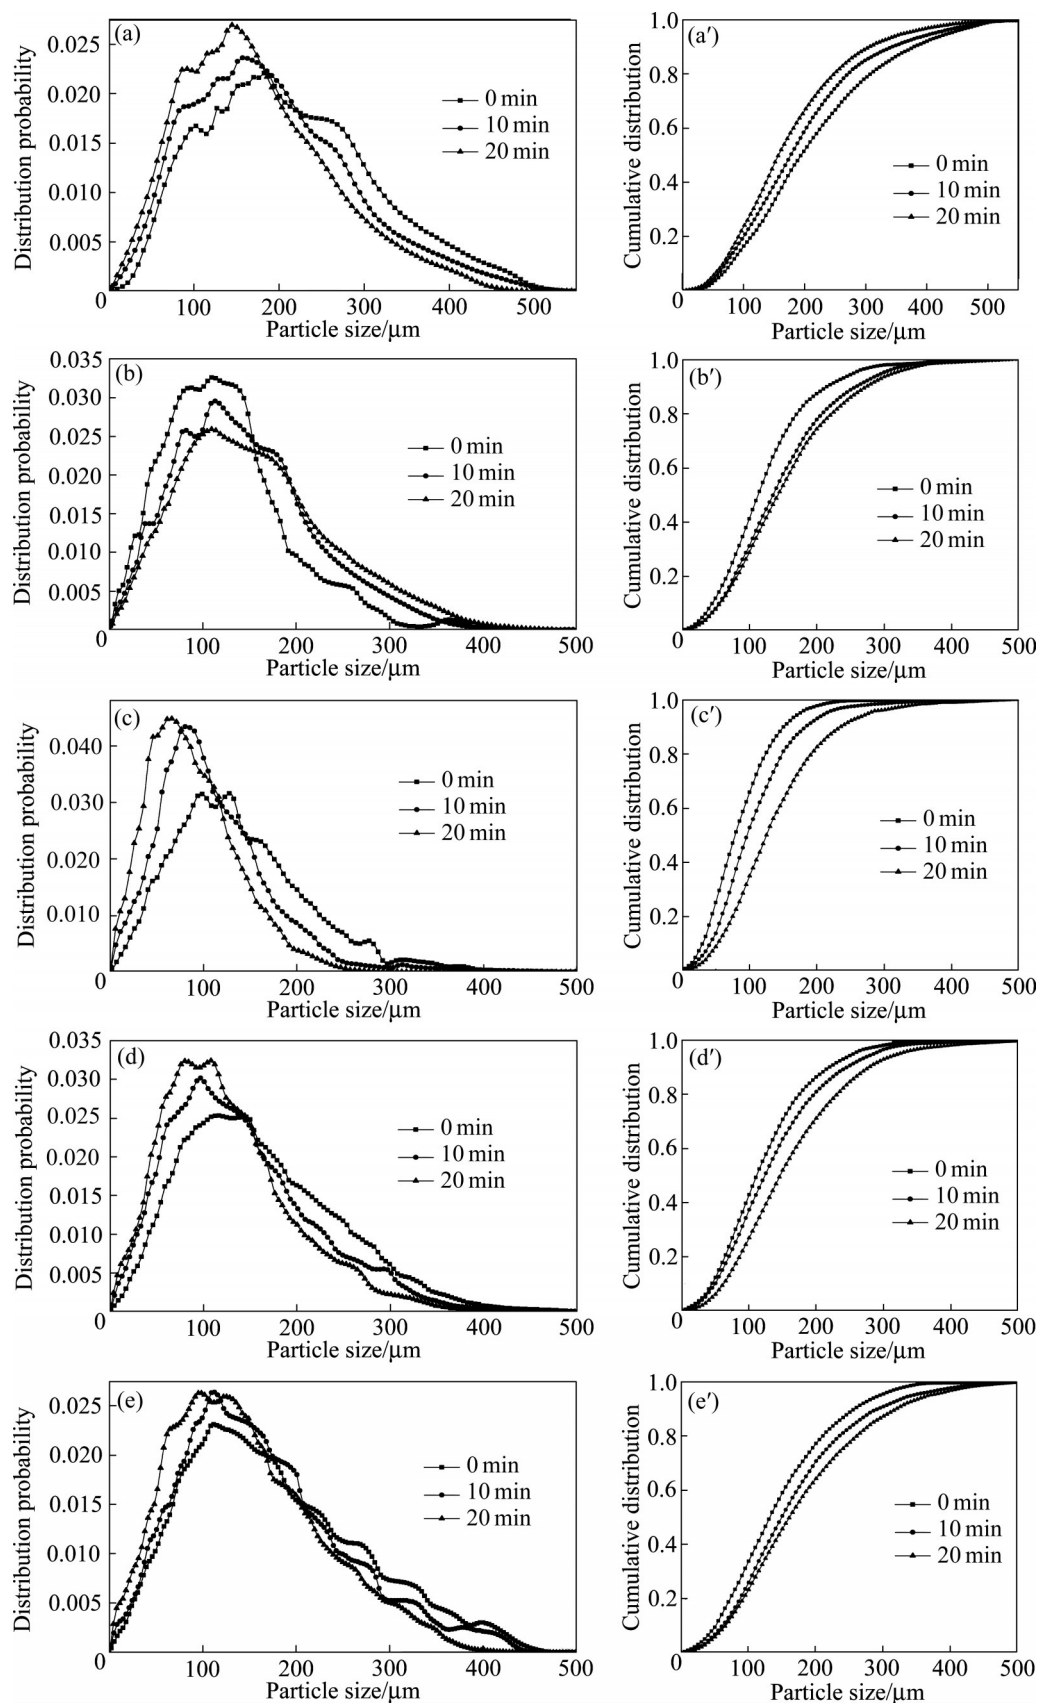 (a)
Distribution probability
0.025
0.020
0.015
0.010
0.005
0 min
10 min
20 min
0 100 200 300 400 500
Particle size/μm
(a′)
Cumulative distribution
1.0
0.8
0.6
0.4
0.2
0 min
10 min
20 min
0 100 200 300 400 500
Particle size/μm
(b)
Distribution probability
0.035
0.030
0.025
0.020
0.015
0.010
0.005
0 min
10 min
20 min
0 100 200 300 400 500
Particle size/μm
(b′)
Cumulative distribution
1.0
0.8
0.6
0.4
0.2
0 min
10 min
20 min
0 100 200 300 400 500
Particle size/μm
(c)
Distribution probability
0.040
0.030
0.020
0.010
0 min
10 min
20 min
0 100 200 300 400 500
Particle size/μm
(c′)
Cumulative distribution
1.0
0.8
0.6
0.4
0.2
0 min
10 min
20 min
0 100 200 300 400 500
Particle size/μm
(d)
Distribution probability
0.035
0.030
0.025
0.020
0.015
0.010
0.005
0 min
10 min
20 min
0 100 200 300 400 500
Particle size/μm
(d′)
Cumulative distribution
1.0
0.8
0.6
0.4
0.2
0 min
10 min
20 min
0 100 200 300 400 500
Particle size/μm
(e)
Distribution probability
0.025
0.020
0.015
0.010
0.005
0 min
10 min
20 min
0 100 200 300 400 500
Particle size/μm
(e′)
Cumulative distribution
1.0
0.8
0.6
0.4
0.2
0 min
10 min
20 min
0 100 200 300 400 500
Particle size/μm